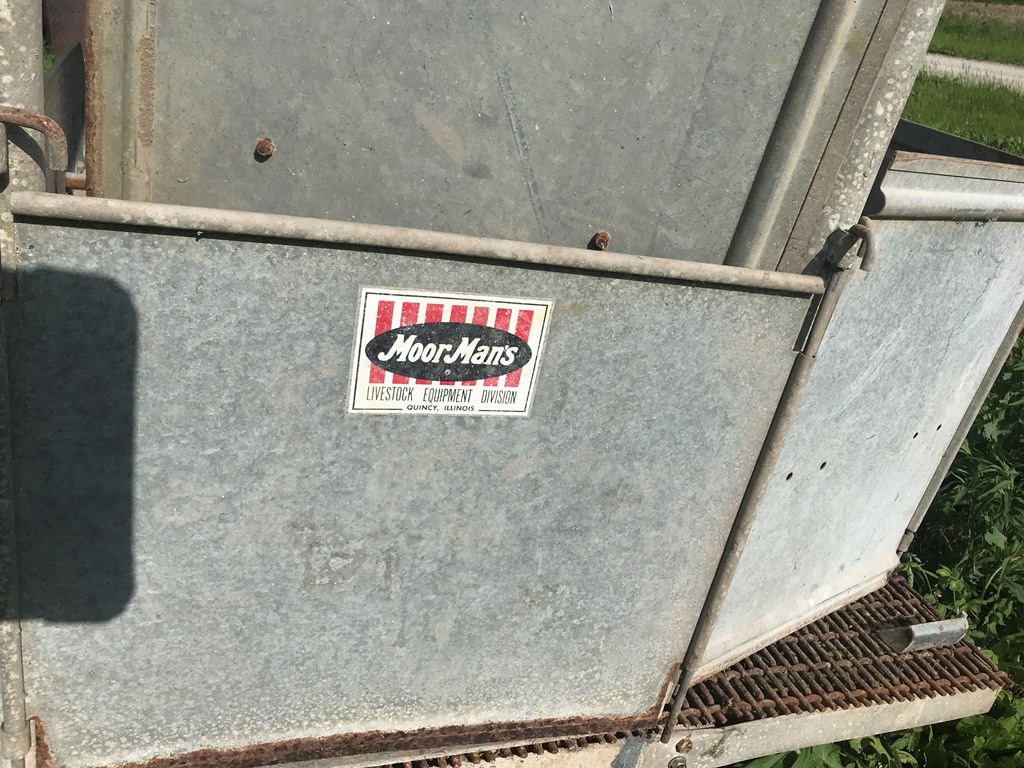 MoorMan's
®
LIVESTOCK EQUIPMENT DIVISION
QUINCY, ILLINOIS